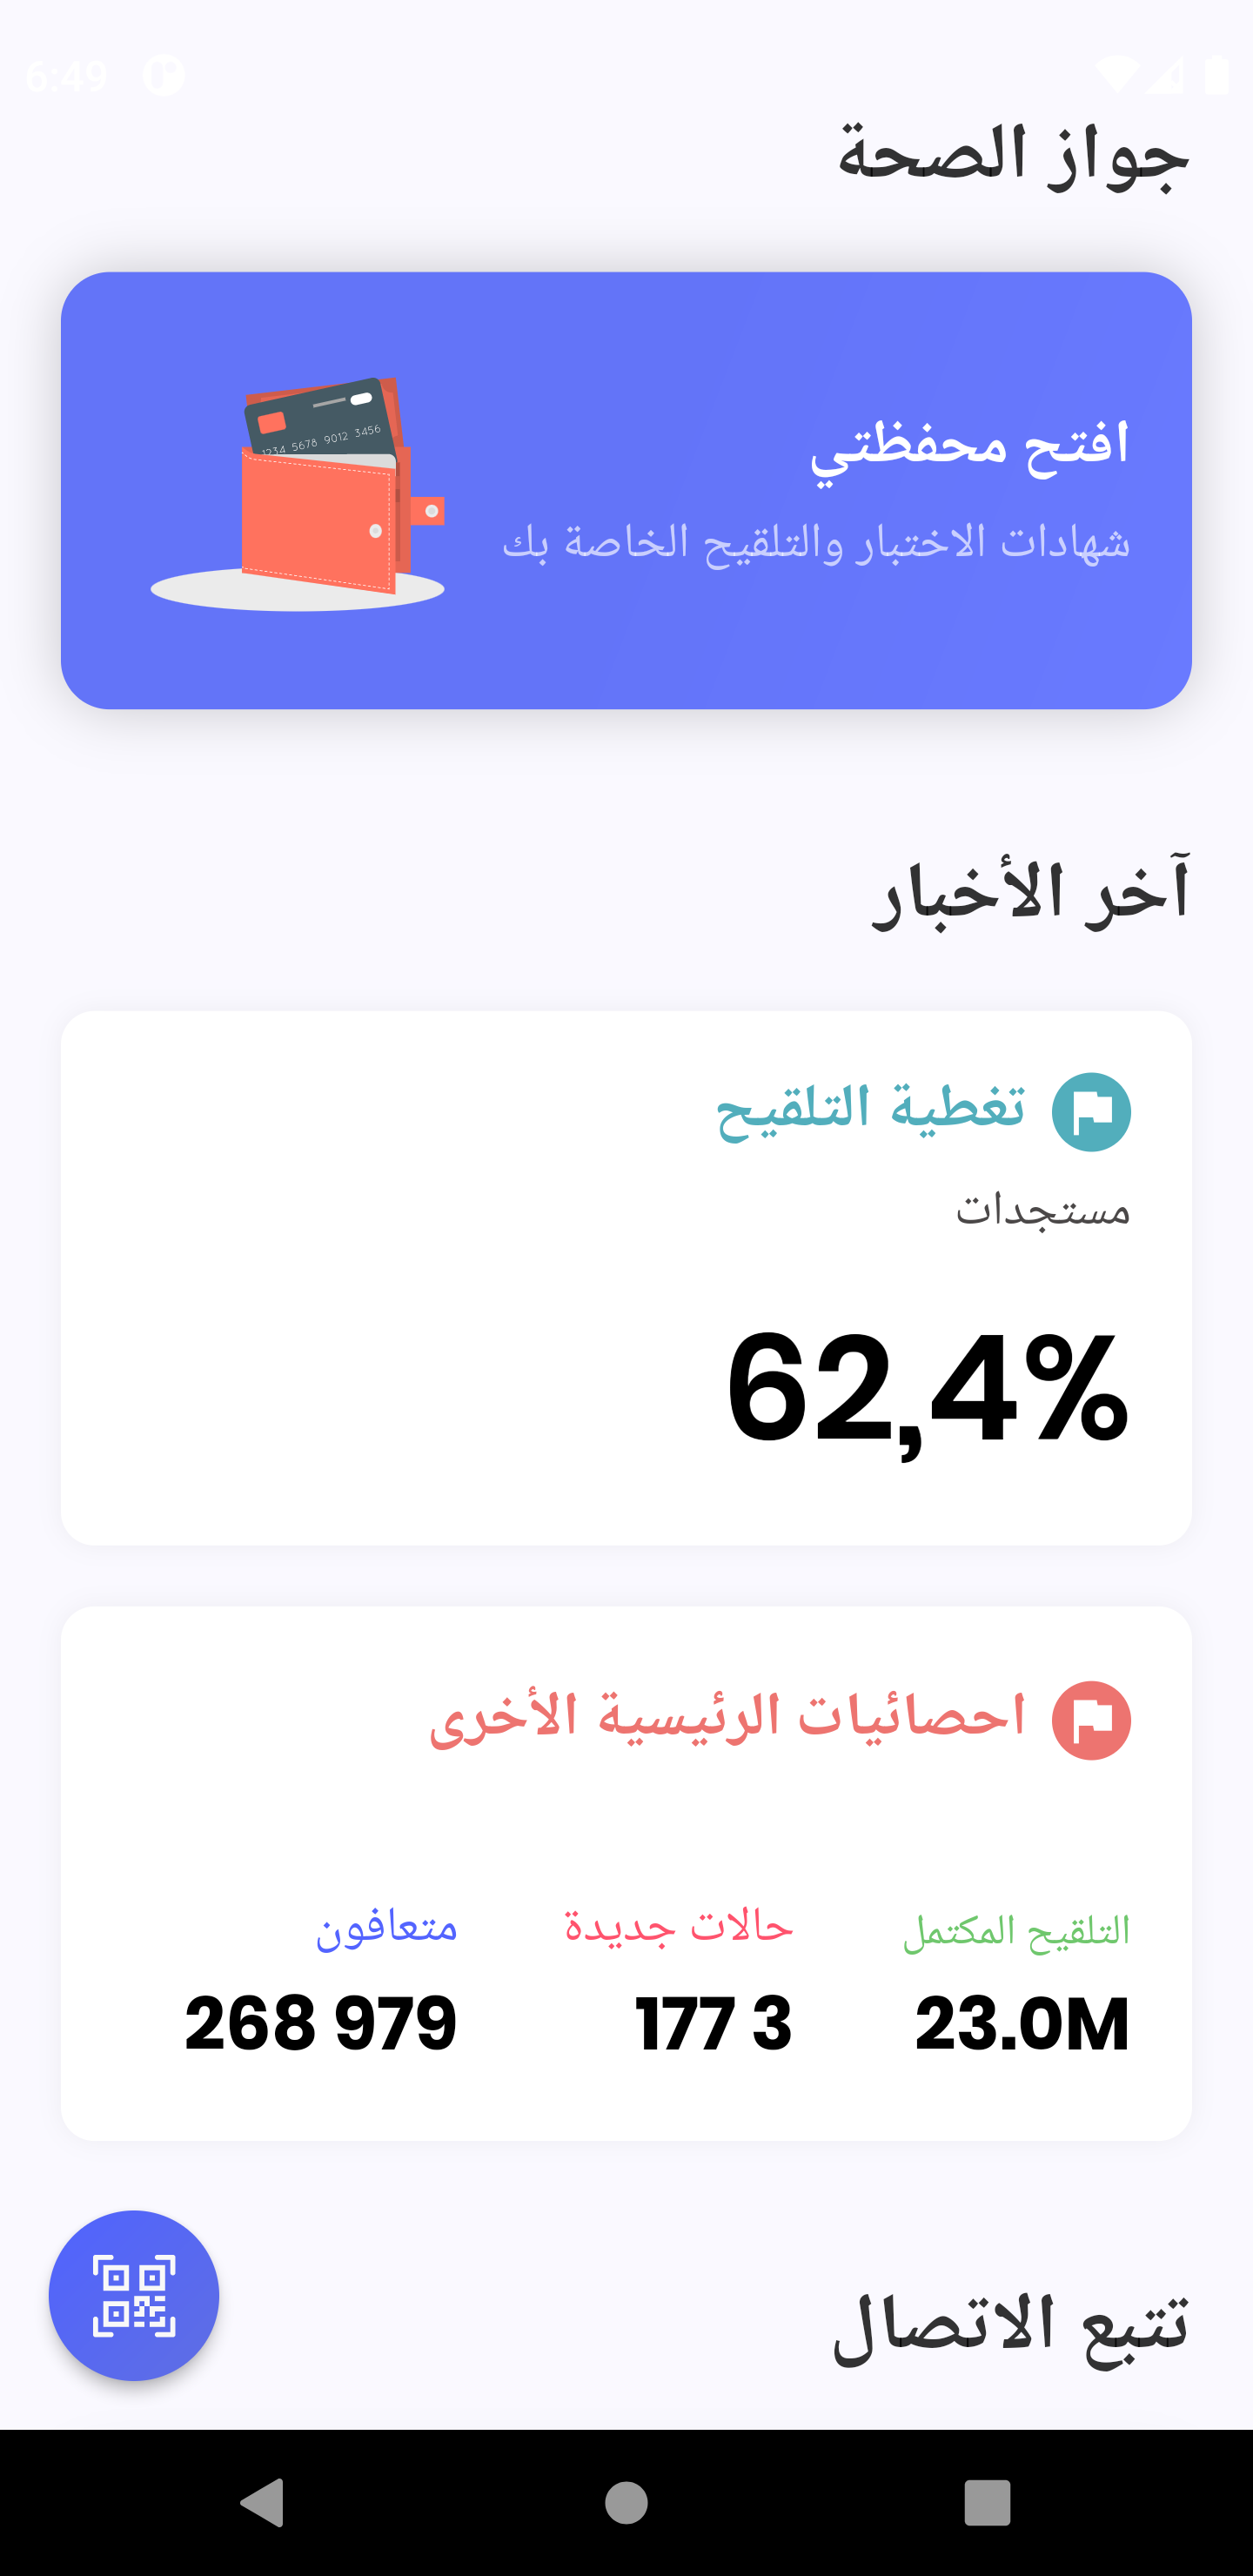 6:49
جواز الصحة
1234 5678 9012 3456
افتح محفظتي
شهادات الاختبار والتلقيح الخاصة بك
آخر الأخبار
تغطية التلقيح
مستجدات
62,4%
احصائيات الرئيسية الأخرى
التلقيح المكتمل حالات جديدة متعافون
23.0M 177 3 268 979
تتبع الاتصال